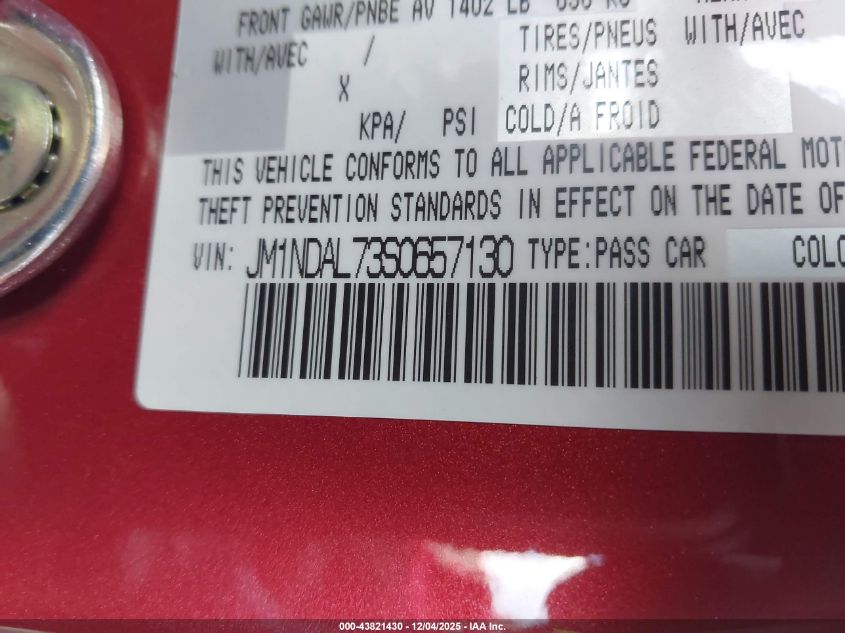 FRONT GAWR/PNBE AV 1402 LB 636 KG
WITH/AVEC / TIRES/PNEUS WITH/AVEC
X RIMS/JANTES
KPA/ PSI COLD/A FROID
THIS VEHICLE CONFORMS TO ALL APPLICABLE FEDERAL MOT
THEFT PREVENTION STANDARDS IN EFFECT ON THE DATE OF
VIN: JM1NDAL73S0657130 TYPE:PASS CAR COLO
000-43821430 - 12/04/2025 - IAA Inc.